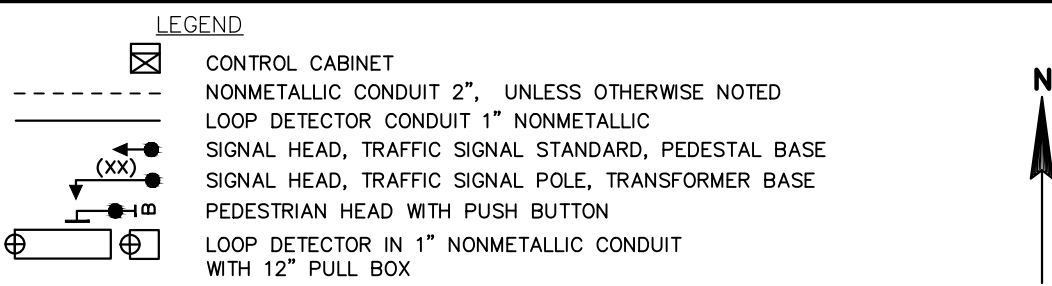 LEGEND
CONTROL CABINET
N
NONMETALLIC CONDUIT 2", UNLESS OTHERWISE NOTED
LOOP DETECTOR CONDUIT 1" NONMETALLIC
SIGNAL HEAD, TRAFFIC SIGNAL STANDARD, PEDESTAL BASE
(XX)
SIGNAL HEAD, TRAFFIC SIGNAL POLE, TRANSFORMER BASE
B
PEDESTRIAN HEAD WITH PUSH BUTTON
LOOP DETECTOR IN 1" NONMETALLIC CONDUIT
WITH 12" PULL BOX